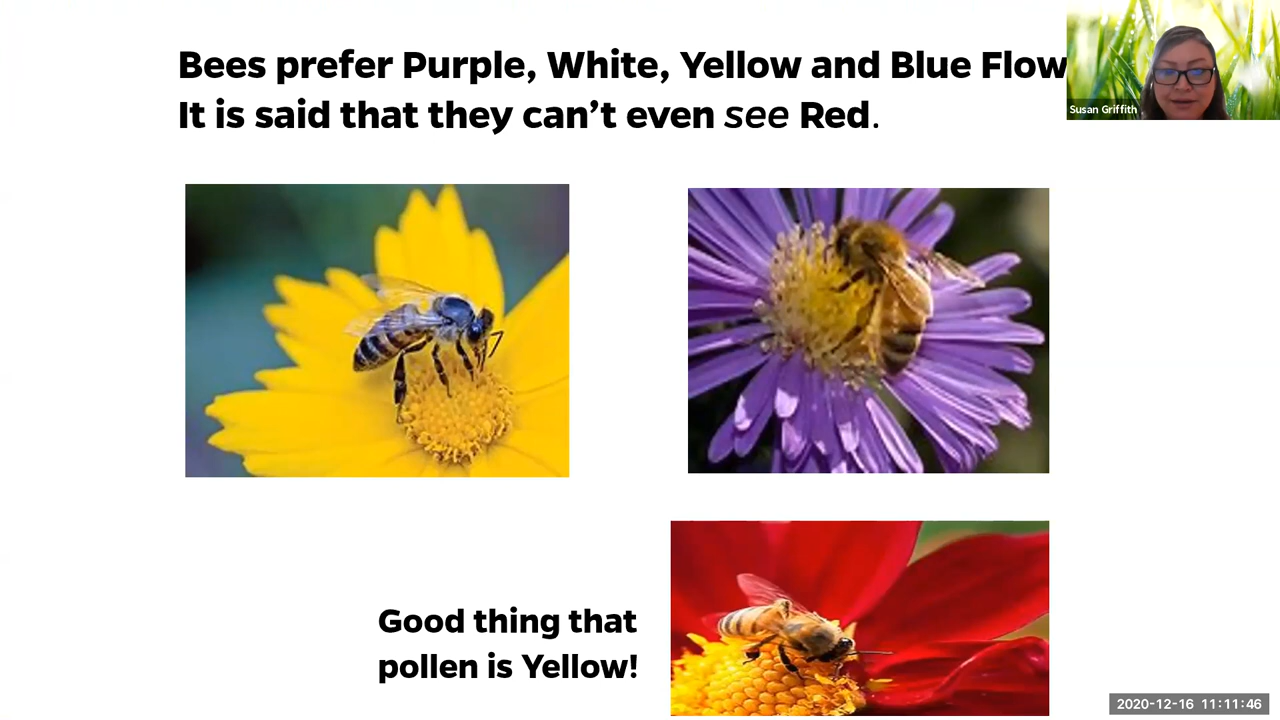 Bees prefer Purple, White, Yellow and Blue Flow
It is said that they can’t even see Red.
Susan Griffith
Good thing that
pollen is Yellow!
2020-12-16 11:11:46